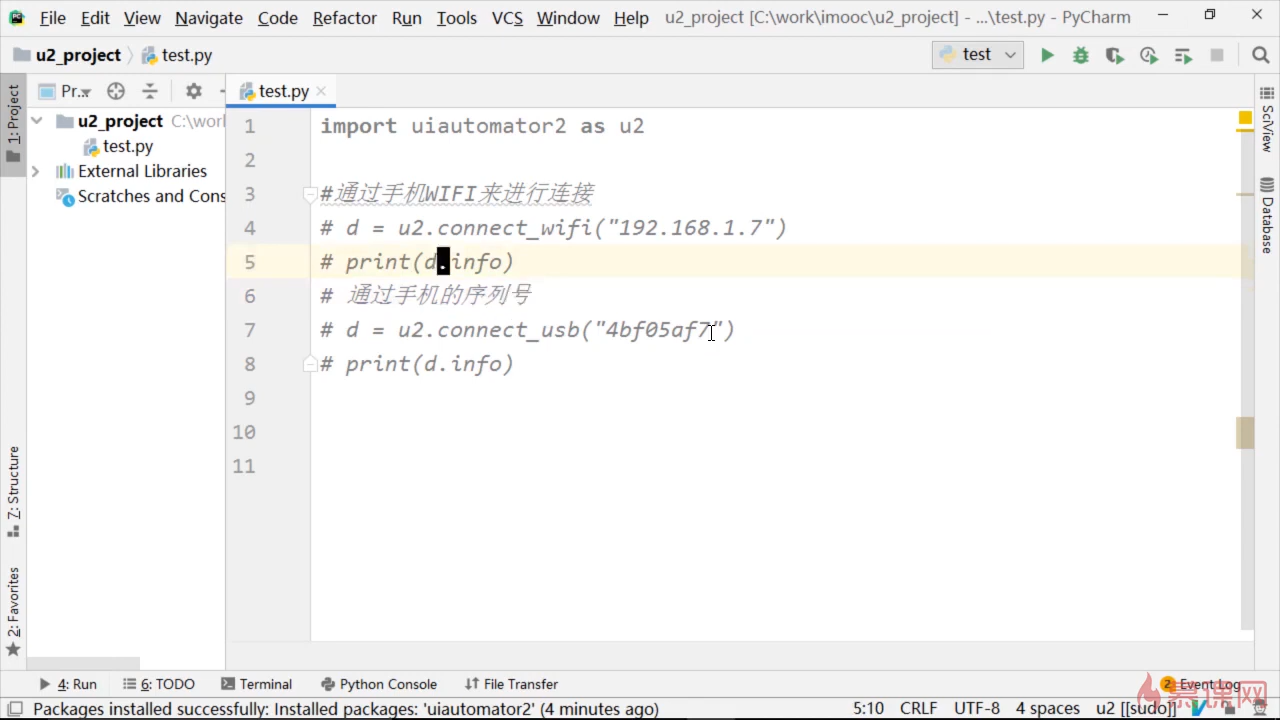 File Edit View Navigate Code Refactor Run Tools VCS Window Help u2_project [C:\work\imooc\u2_project] - ...\test.py - PyCharm
u2_project test.py
test
1: Project
Pr...
test.py
u2_project C:\worl
test.py
External Libraries
Scratches and Cons
1 import uiautomator2 as u2
2
3 #通过手机WIFI来进行连接
4 # d = u2.connect_wifi("192.168.1.7")
5 # print(d.info)
6 # 通过手机的序列号
7 # d = u2.connect_usb("4bf05af7")
8 # print(d.info)
9
10
11
SciView
Database
7: Structure
2: Favorites
4: Run 6: TODO Terminal Python Console File Transfer 2 Event Log
慕课网
Packages installed successfully: Installed packages: 'uiautomator2' (4 minutes ago) 5:10 CRLF UTF-8 4 spaces u2 [[sudo]]